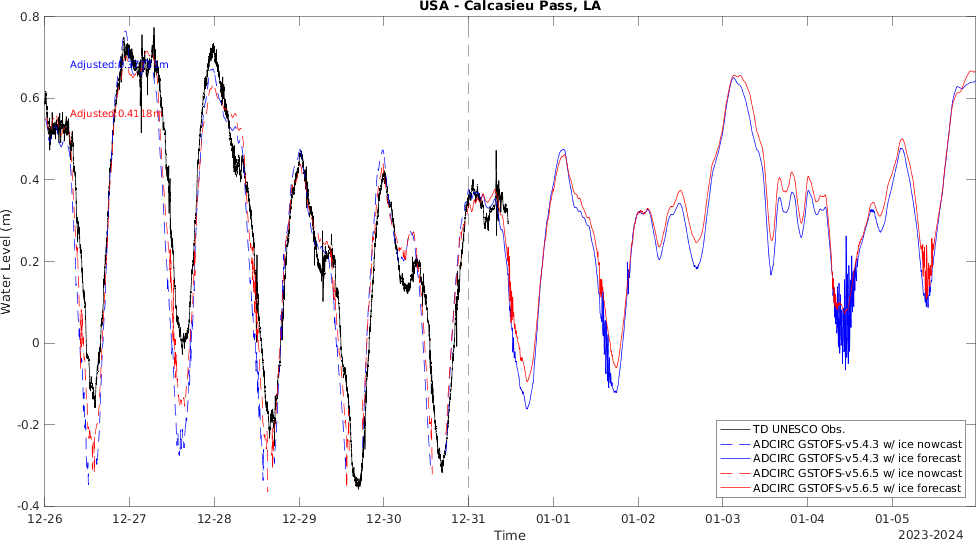 USA - Calcasieu Pass, LA
0.8
0.6
0.4
0.2
0
-0.2
-0.4
Water Level (m)
Adjusted:
Adjusted:0.4118m
TD UNESCO Obs.
ADCIRC GSTOFS-v5.4.3 w/ ice nowcast
ADCIRC GSTOFS-v5.4.3 w/ ice forecast
ADCIRC GSTOFS-v5.6.5 w/ ice nowcast
ADCIRC GSTOFS-v5.6.5 w/ ice forecast
12-26 12-27 12-28 12-29 12-30 12-31 01-01 01-02 01-03 01-04 01-05
Time
2023-2024